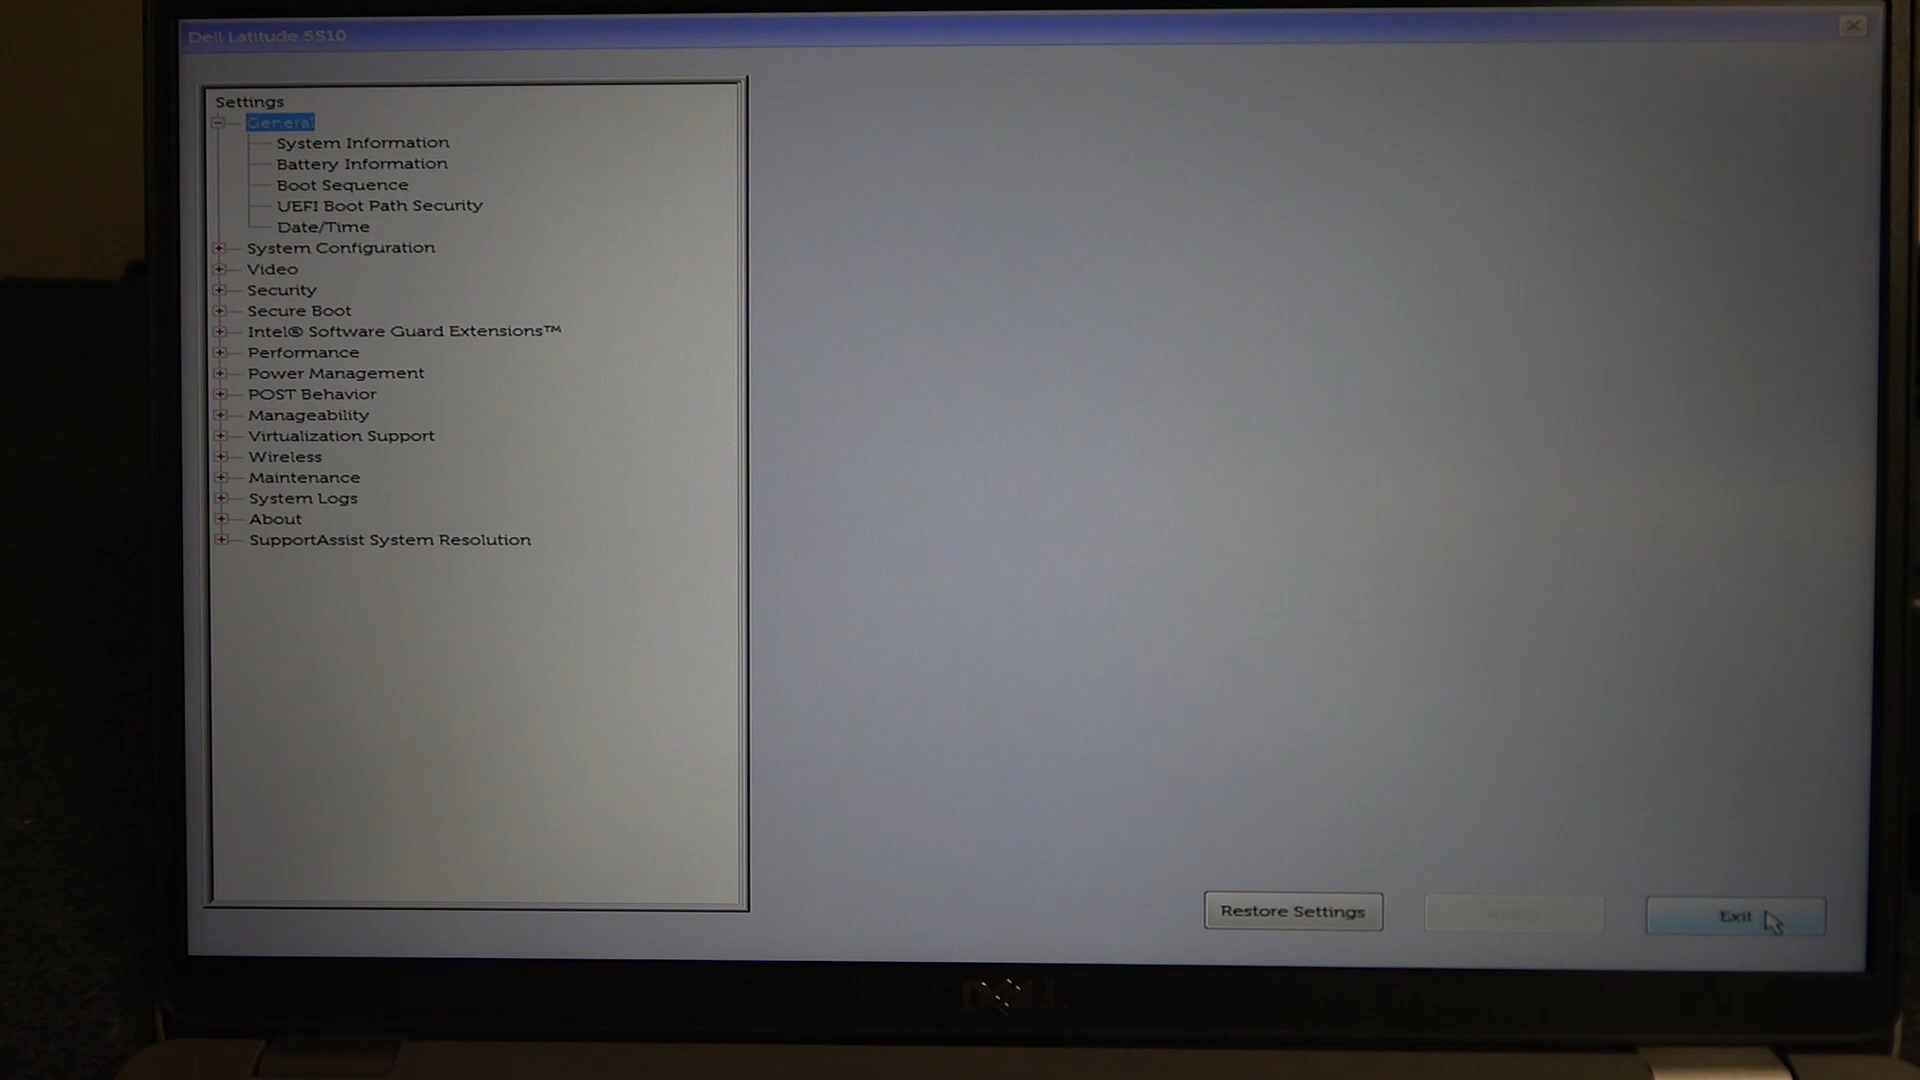 Dell Latitude 5510
Settings
General
System Information
Battery Information
Boot Sequence
UEFI Boot Path Security
Date/Time
System Configuration
Video
Security
Secure Boot
Intel® Software Guard Extensions™
Performance
Power Management
POST Behavior
Manageability
Virtualization Support
Wireless
Maintenance
System Logs
About
SupportAssist System Resolution
Restore Settings
Apply
Exit
DELL